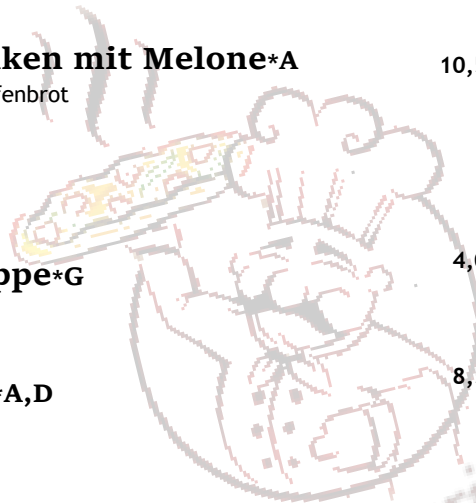 ken mit Melone*A 10,
fenbrot
ppe*G
4,
*A,D
8,